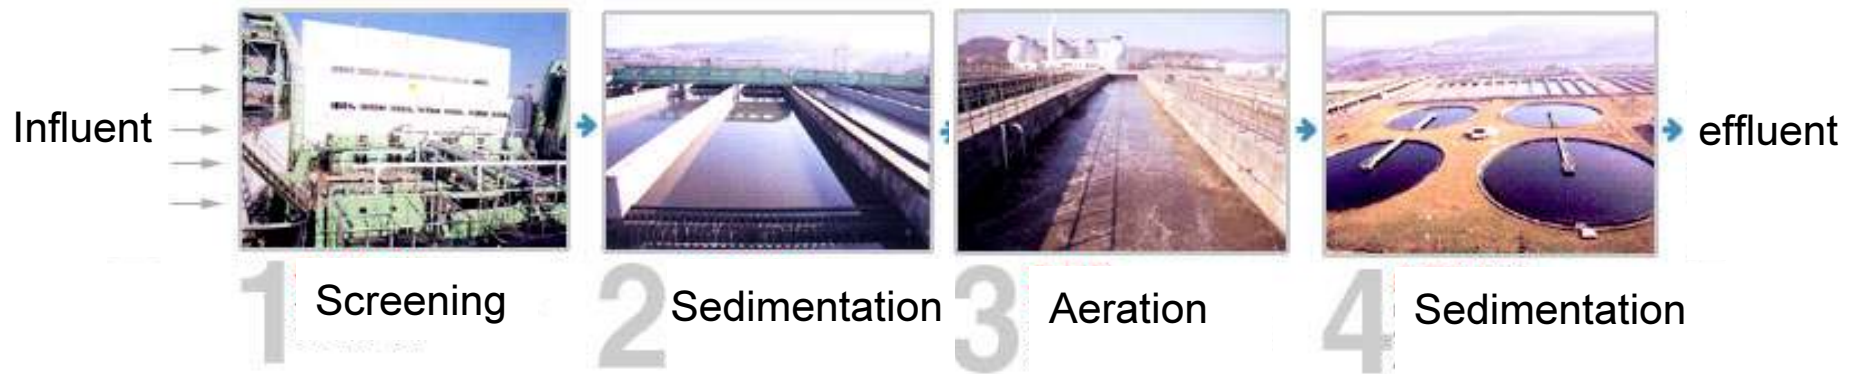 Influent
effluent
1 Screening
2 Sedimentation
3 Aeration
4 Sedimentation